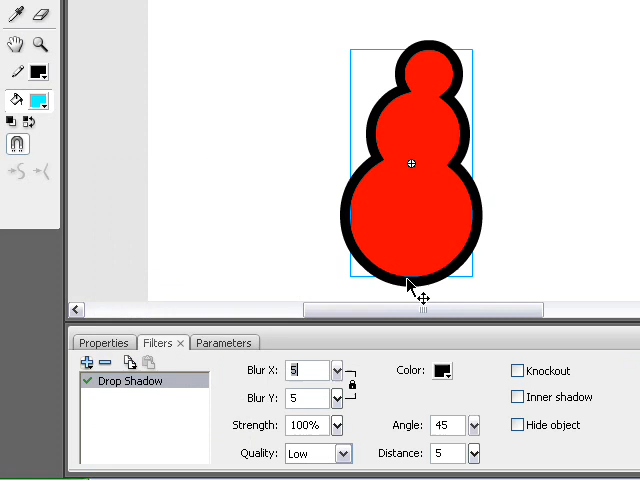 Properties Filters × Parameters
Drop Shadow
Blur X: 5
Blur Y: 5
Strength: 100%
Quality: Low
Color:
Angle: 45
Distance: 5
Knockout
Inner shadow
Hide object